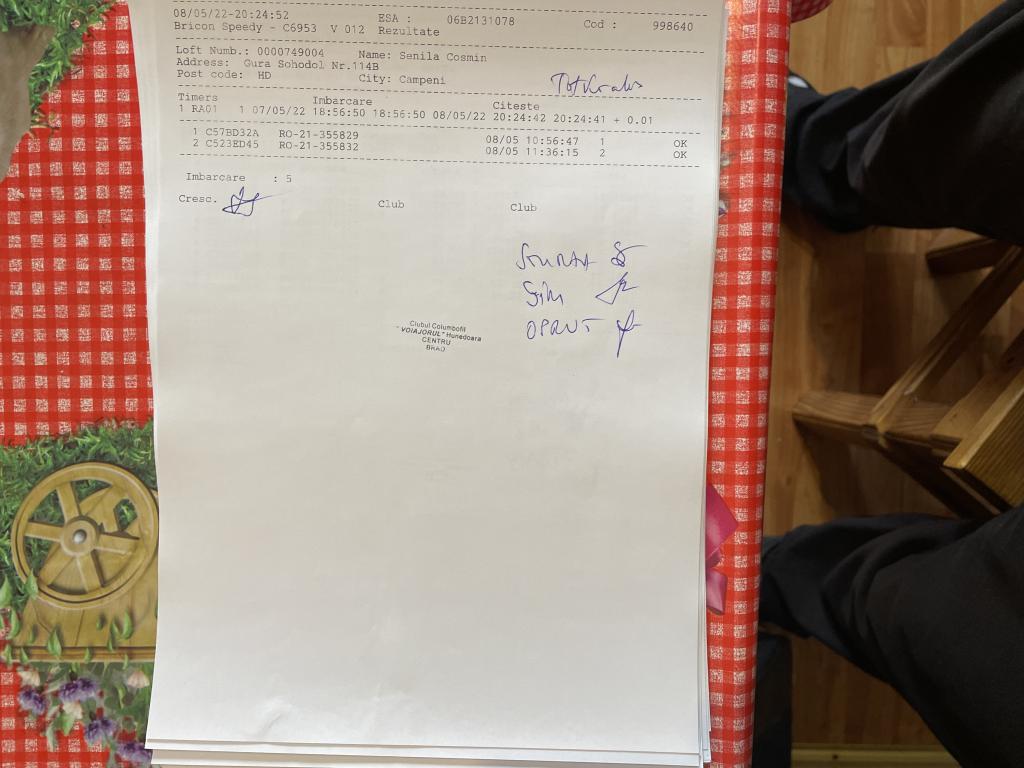 08/05/22-20:24:52 ESA : 06B2131078 Cod : 998640
Bricon Speedy - C6953 V 012 Rezultate
Loft Numb.: 0000749004 Name: Senila Cosmin
Address: Gura Sohodol Nr.114B
Post code: HD City: Campeni
Timers Imbarcare Citeste
1 RA01 1 07/05/22 18:56:50 18:56:50 08/05/22 20:24:42 20:24:41 + 0.01
1 C57BD32A RO-21-355829 08/05 10:56:47 1 OK
2 C523ED45 RO-21-355832 08/05 11:36:15 2 OK
Imbarcare : 5
Cresc. Club Club
OPRUT
Clubul Columbofil
"VOIAJORUL" Hunedoara
CENTRU
BRAD